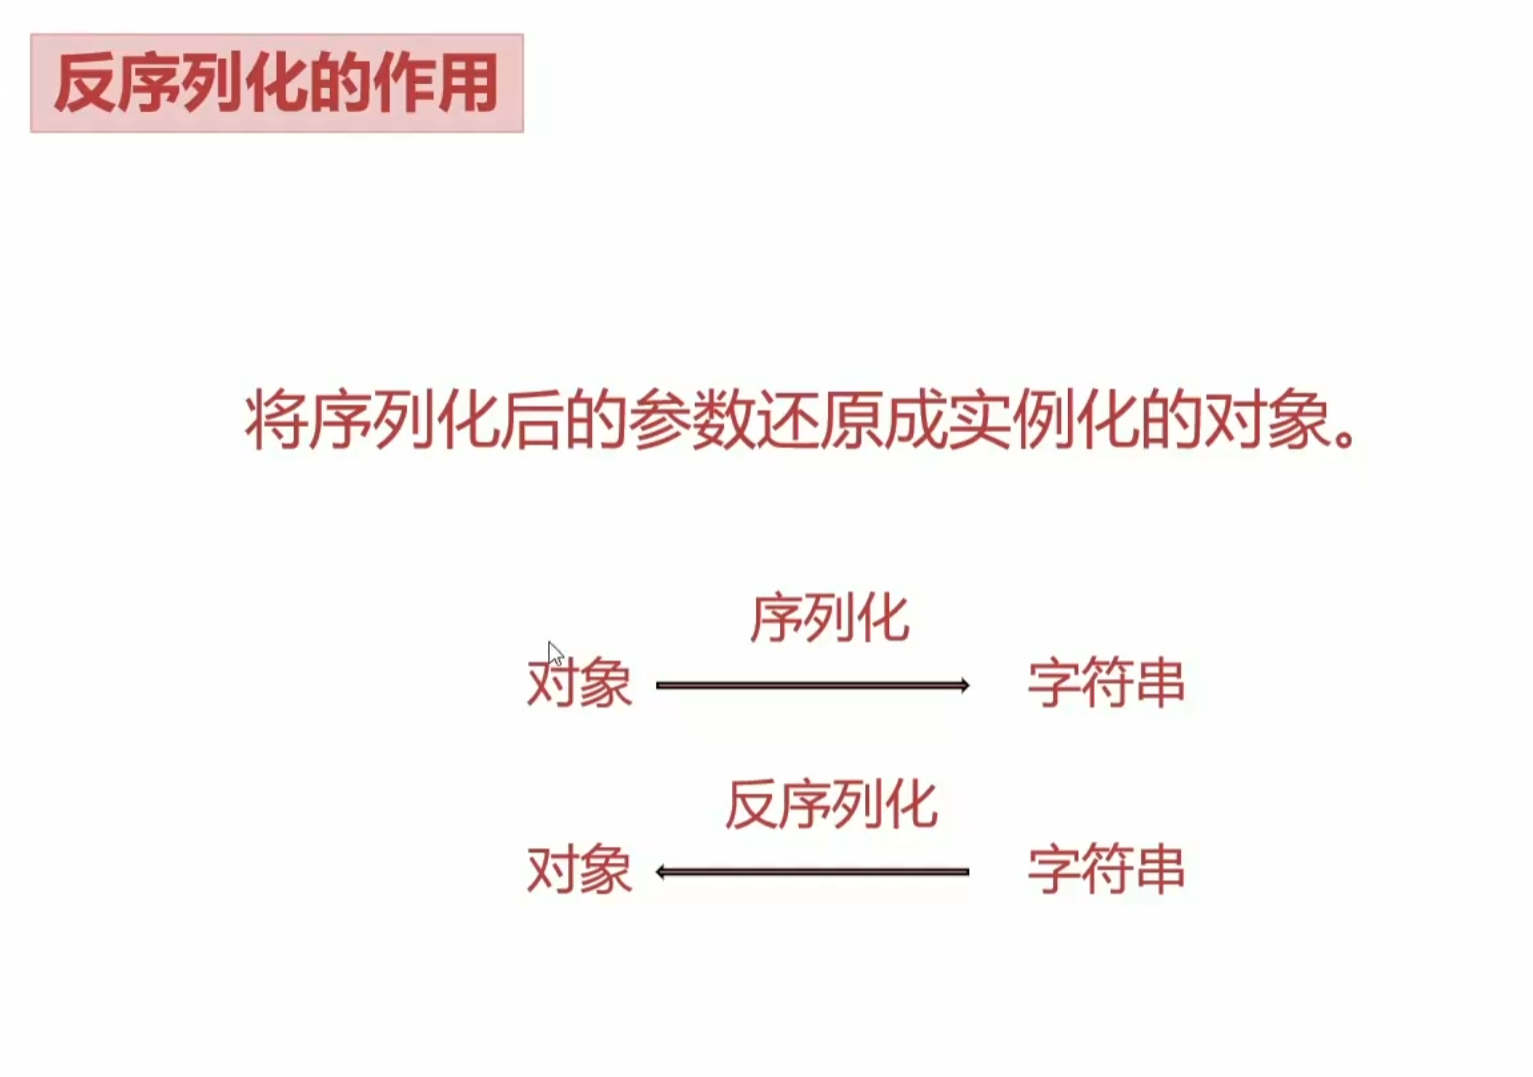 反序列化的作用
将序列化后的参数还原成实例化的对象。
序列化
对象 字符串
反序列化
对象 字符串